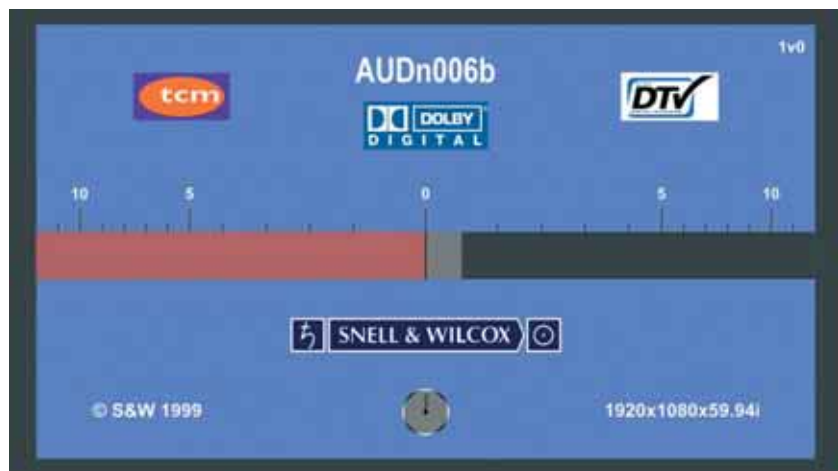 1v0
AUDn006b
tcm
DOLBY
DIGITAL
DTV
10 5 0 5 10
SNELL & WILCOX
© S&W 1999
1920x1080x59.94i